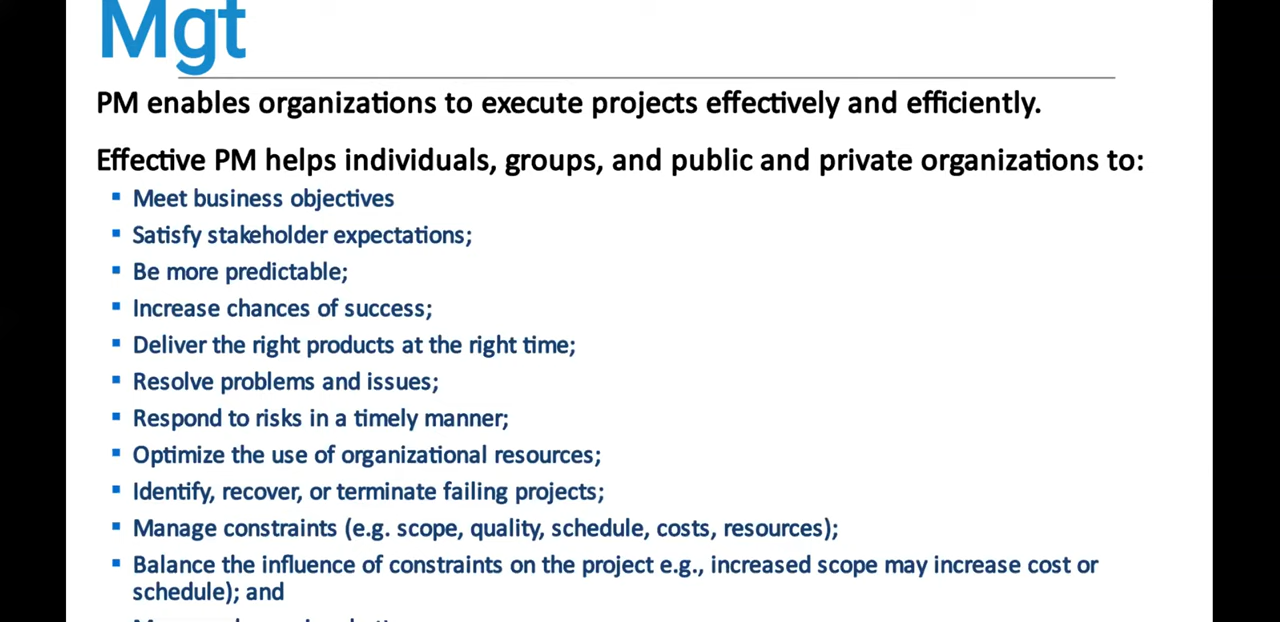 Mgt
PM enables organizations to execute projects effectively and efficiently.
Effective PM helps individuals, groups, and public and private organizations to:
▪ Meet business objectives
▪ Satisfy stakeholder expectations;
▪ Be more predictable;
▪ Increase chances of success;
▪ Deliver the right products at the right time;
▪ Resolve problems and issues;
▪ Respond to risks in a timely manner;
▪ Optimize the use of organizational resources;
▪ Identify, recover, or terminate failing projects;
▪ Manage constraints (e.g. scope, quality, schedule, costs, resources);
▪ Balance the influence of constraints on the project e.g., increased scope may increase cost or
schedule); and